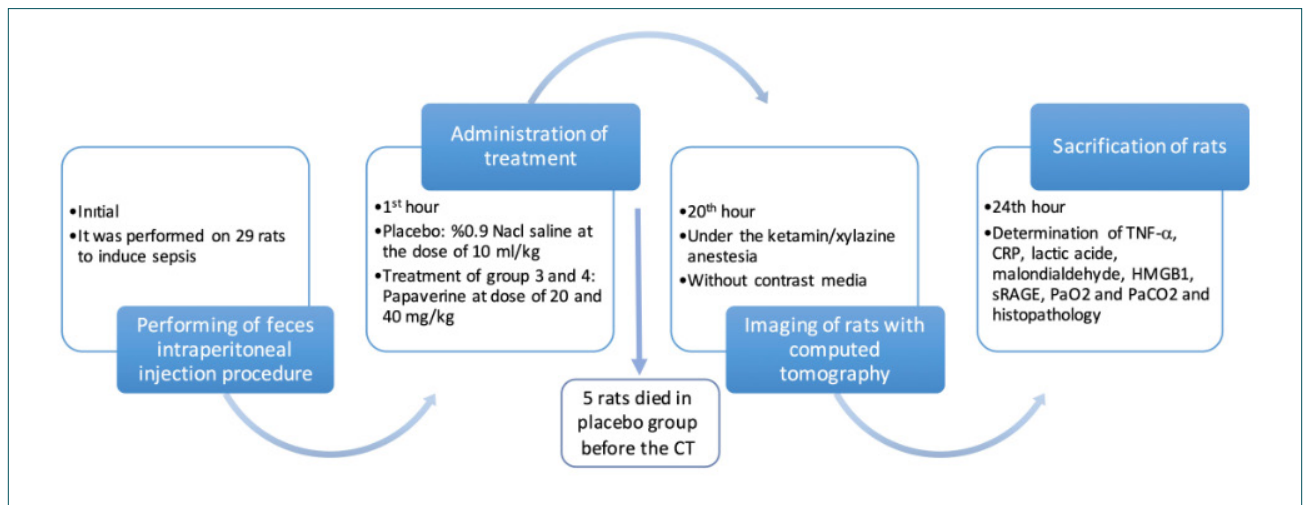 •Inıtial
•It was performed on 29 rats
to induce sepsis
Performing of feces
intraperitoneal
injection procedure
Administration of
treatment
•1st hour
•Placebo: %0.9 Nacl saline at
the dose of 10 ml/kg
•Treatment of group 3 and 4:
Papaverine at dose of 20 and
40 mg/kg
5 rats died in
placebo group
before the CT
•20th hour
•Under the ketamin/xylazine
anestesia
•Without contrast media
Imaging of rats with
computed
tomography
Sacrification of rats
•24th hour
•Determination of TNF-α,
CRP, lactic acide,
malondialdehyde, HMGB1,
sRAGE, PaO2 and PaCO2 and
histopathology